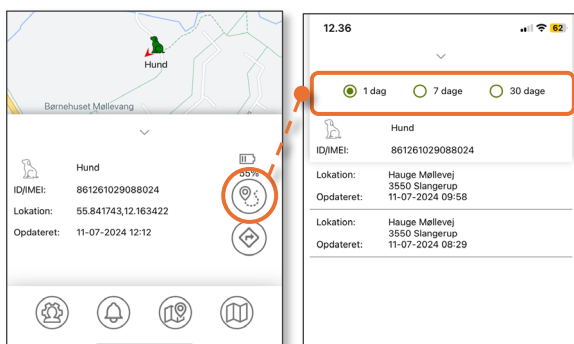 Hund
Børnehuset Møllevang
Hund
55%
ID/IMEI: 861261029088024
Lokation: 55.841743,12.163422
Opdateret: 11-07-2024 12:12
12.36
62
1 dag 7 dage 30 dage
Hund
ID/IMEI: 861261029088024
Lokation: Hauge Møllevej
3550 Slangerup
Opdateret: 11-07-2024 09:58
Lokation: Hauge Møllevej
3550 Slangerup
Opdateret: 11-07-2024 08:29